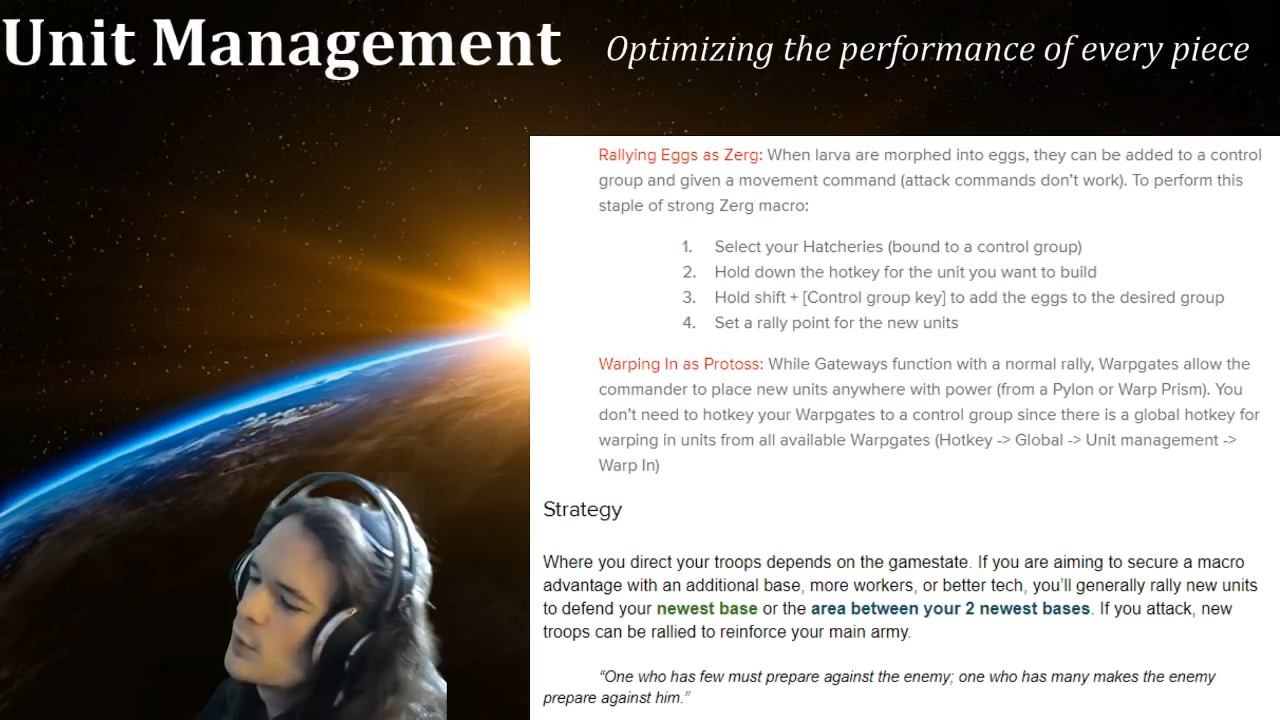 Unit Management
Optimizing the performance of every piece
Rallying Eggs as Zerg: When larva are morphed into eggs, they can be added to a control
group and given a movement command (attack commands don't work). To perform this
staple of strong Zerg macro:
1. Select your Hatcheries (bound to a control group)
2. Hold down the hotkey for the unit you want to build
3. Hold shift + [Control group key] to add the eggs to the desired group
4. Set a rally point for the new units
Warping In as Protoss: While Gateways function with a normal rally, Warpgates allow the
commander to place new units anywhere with power (from a Pylon or Warp Prism). You
don't need to hotkey your Warpgates to a control group since there is a global hotkey for
warping in units from all available Warpgates (Hotkey -> Global -> Unit management ->
Warp In)
Strategy
Where you direct your troops depends on the gamestate. If you are aiming to secure a macro
advantage with an additional base, more workers, or better tech, you'll generally rally new units
to defend your newest base or the area between your 2 newest bases. If you attack, new
troops can be rallied to reinforce your main army.
“One who has few must prepare against the enemy; one who has many makes the enemy
prepare against him.”